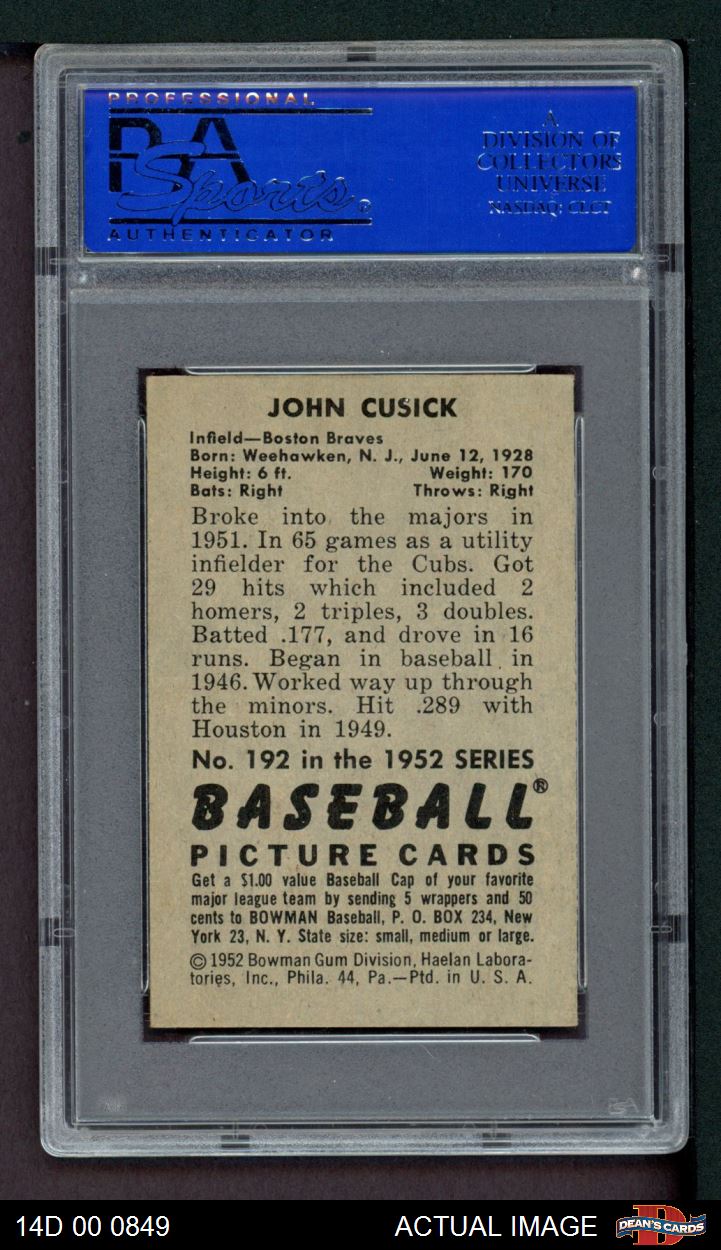 PROFESSIONAL
PSA
Sports®
AUTHENTICATOR
A
DIVISION OF
COLLECTORS
UNIVERSE
NASDAQ: CLCT
JOHN CUSICK
Infield—Boston Braves
Born: Weehawken, N. J., June 12, 1928
Height: 6 ft. Weight: 170
Bats: Right Throws: Right
Broke into the majors in
1951. In 65 games as a utility
infielder for the Cubs. Got
29 hits which included 2
homers, 2 triples, 3 doubles.
Batted .177, and drove in 16
runs. Began in baseball in
1946. Worked way up through
the minors. Hit .289 with
Houston in 1949.
No. 192 in the 1952 SERIES
BASEBALL®
PICTURE CARDS
Get a $1.00 value Baseball Cap of your favorite
major league team by sending 5 wrappers and 50
cents to BOWMAN Baseball, P. O. BOX 234, New
York 23, N. Y. State size: small, medium or large.
© 1952 Bowman Gum Division, Haelan Labora-
tories, Inc., Phila. 44, Pa.—Ptd. in U. S. A.
14D 00 0849 ACTUAL IMAGE DEAN'S CARDS